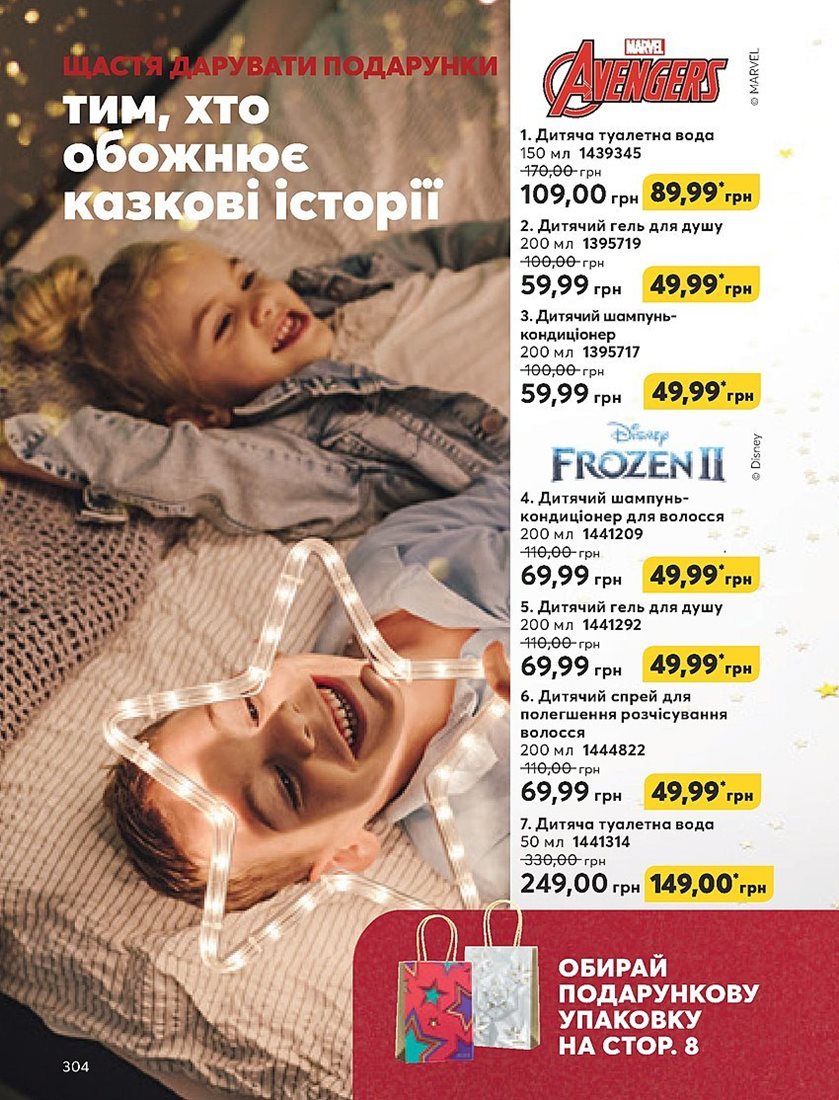 ЩАСТЯ ДАРУВАТИ ПОДАРУНКИ
тим, хто
обожнює
казкові історії
MARVEL
AVENGERS
© MARVEL
1. Дитяча туалетна вода
150 мл 1439345
170,00 грн
109,00 грн 89,99* грн
2. Дитячий гель для душу
200 мл 1395719
100,00 грн
59,99 грн 49,99* грн
3. Дитячий шампунь-
кондиціонер
200 мл 1395717
100,00 грн
59,99 грн 49,99* грн
Disney
FROZEN II
© Disney
4. Дитячий шампунь-
кондиціонер для волосся
200 мл 1441209
110,00 грн
69,99 грн 49,99* грн
5. Дитячий гель для душу
200 мл 1441292
110,00 грн
69,99 грн 49,99* грн
6. Дитячий спрей для
полегшення розчісування
волосся
200 мл 1444822
110,00 грн
69,99 грн 49,99* грн
7. Дитяча туалетна вода
50 мл 1441314
330,00 грн
249,00 грн 149,00* грн
ОБИРАЙ
ПОДАРУНКОВУ
УПАКОВКУ
НА СТОР. 8
304